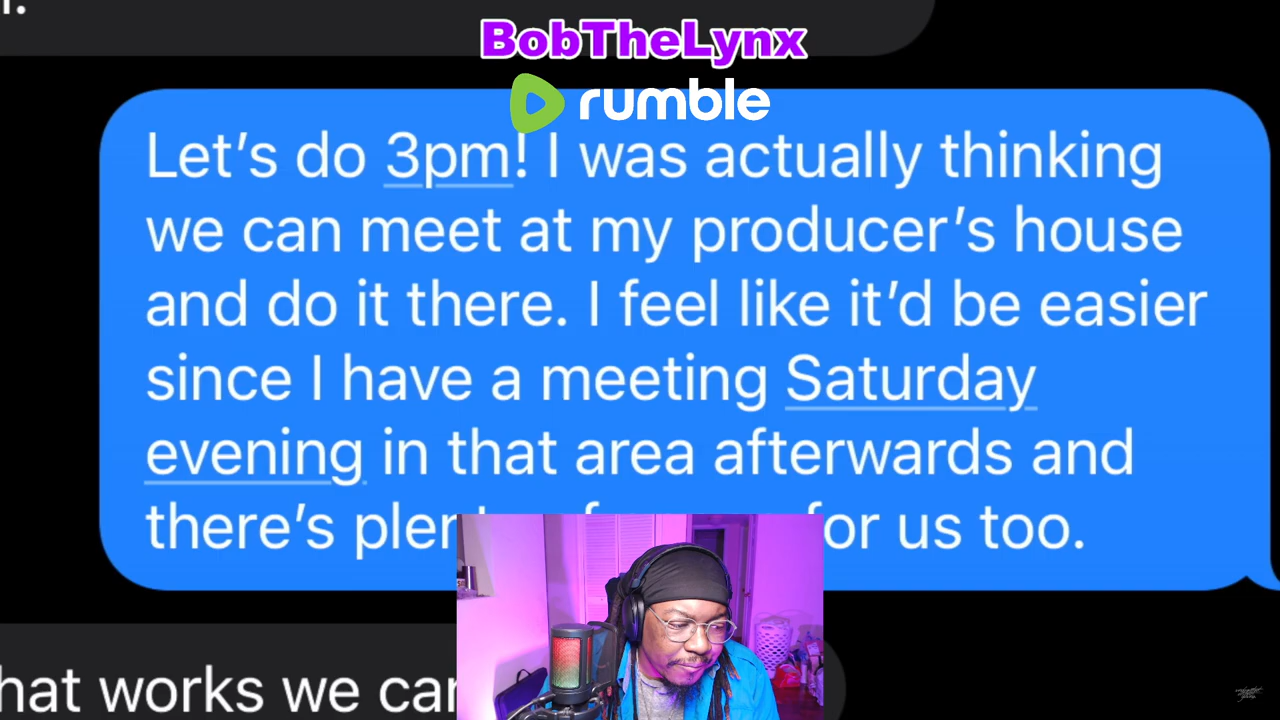 BobTheLynx
rumble
Let's do 3pm! I was actually thinking
we can meet at my producer's house
and do it there. I feel like it'd be easier
since I have a meeting Saturday
evening in that area afterwards and
there's for us too.
hat works we